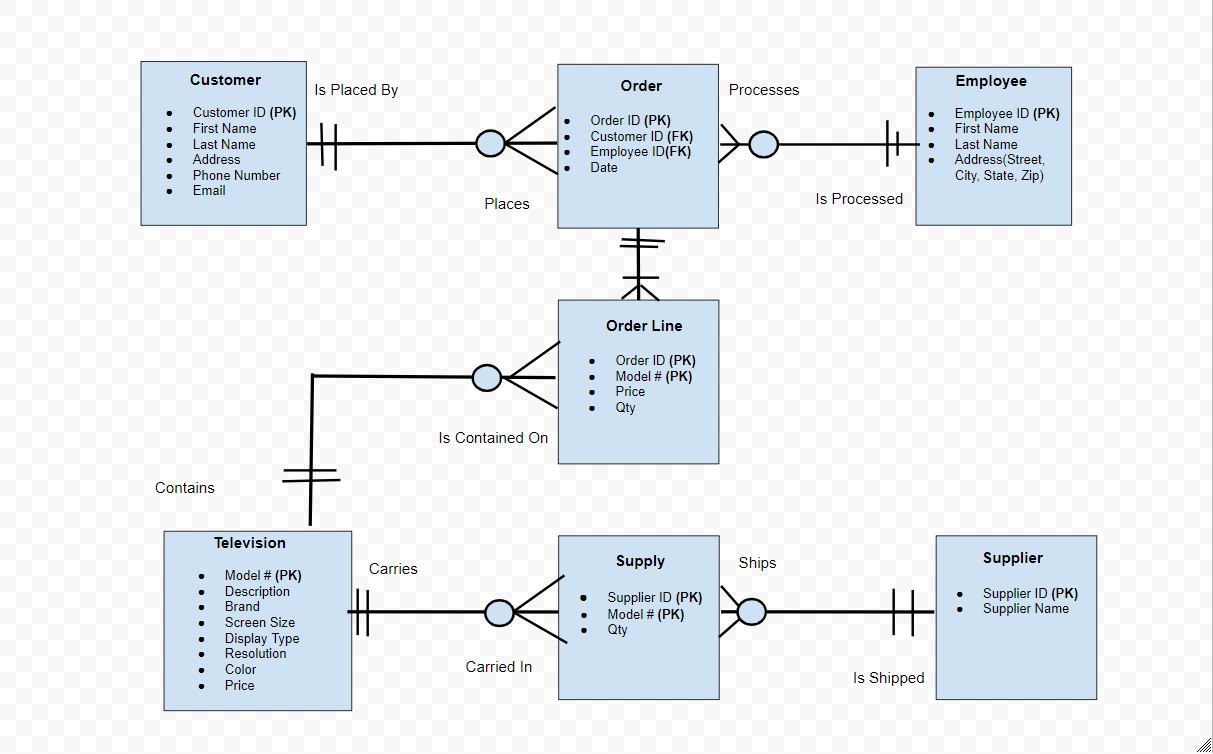 Customer
Customer ID (PK)
First Name
Last Name
Address
Phone Number
Email
Is Placed By
Places
Order
Order ID (PK)
Customer ID (FK)
Employee ID(FK)
Date
Processes
Is Processed
Employee
Employee ID (PK)
First Name
Last Name
Address(Street,
City, State, Zip)
Order Line
Order ID (PK)
Model # (PK)
Price
Qty
Is Contained On
Contains
Television
Model # (PK)
Description
Brand
Screen Size
Display Type
Resolution
Color
Price
Carries
Carried In
Supply
Supplier ID (PK)
Model # (PK)
Qty
Ships
Is Shipped
Supplier
Supplier ID (PK)
Supplier Name